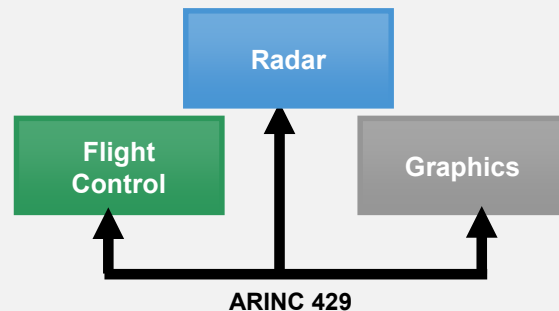 Radar
Flight
Control
Graphics
ARINC 429